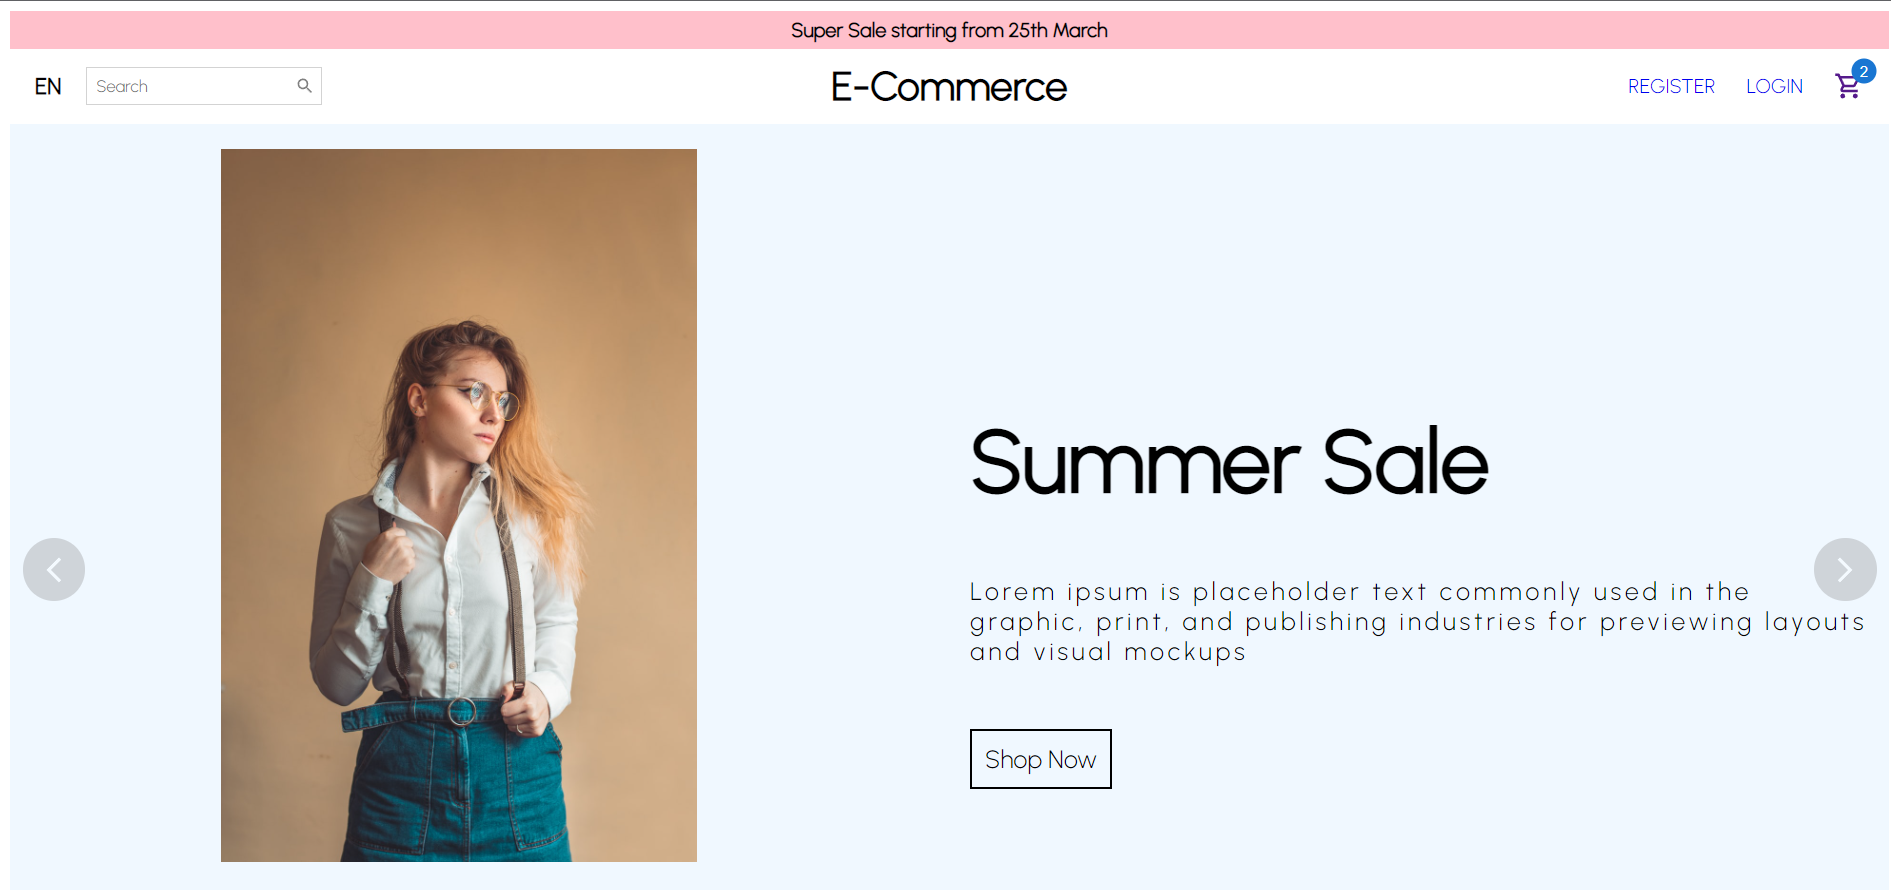 Super Sale starting from 25th March
EN
Search
E-Commerce
REGISTER
LOGIN
2
Summer Sale
Lorem ipsum is placeholder text commonly used in the
graphic, print, and publishing industries for previewing layouts
and visual mockups
Shop Now